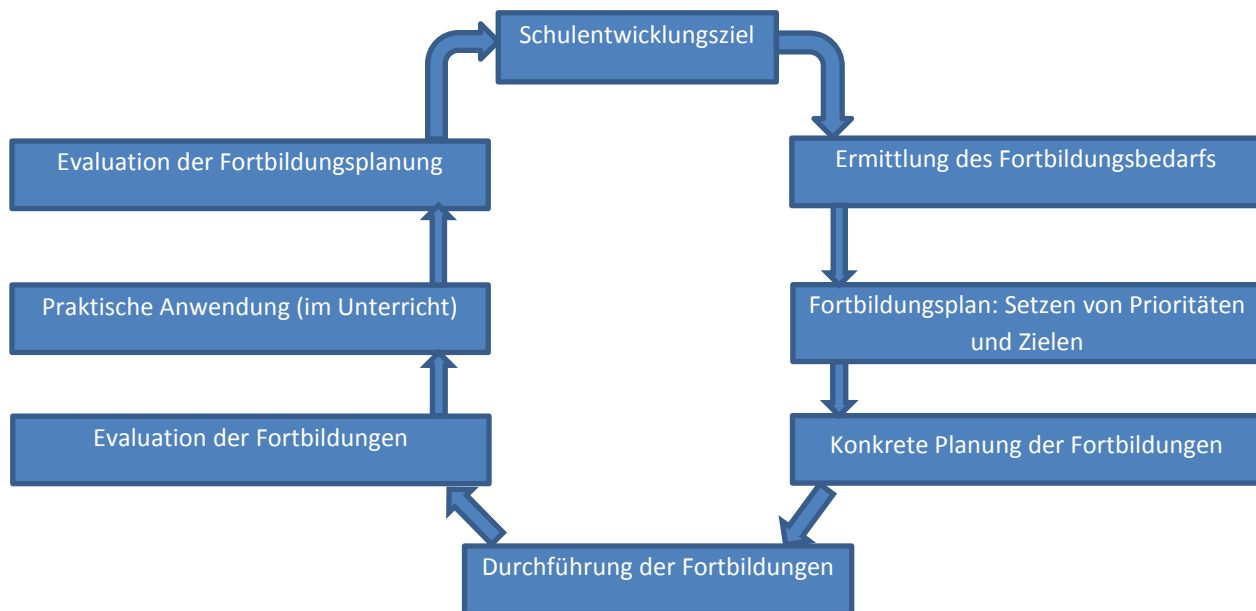 Schulentwicklungsziel
Ermittlung des Fortbildungsbedarfs
Fortbildungsplan: Setzen von Prioritäten
und Zielen
Konkrete Planung der Fortbildungen
Durchführung der Fortbildungen
Evaluation der Fortbildungen
Praktische Anwendung (im Unterricht)
Evaluation der Fortbildungsplanung